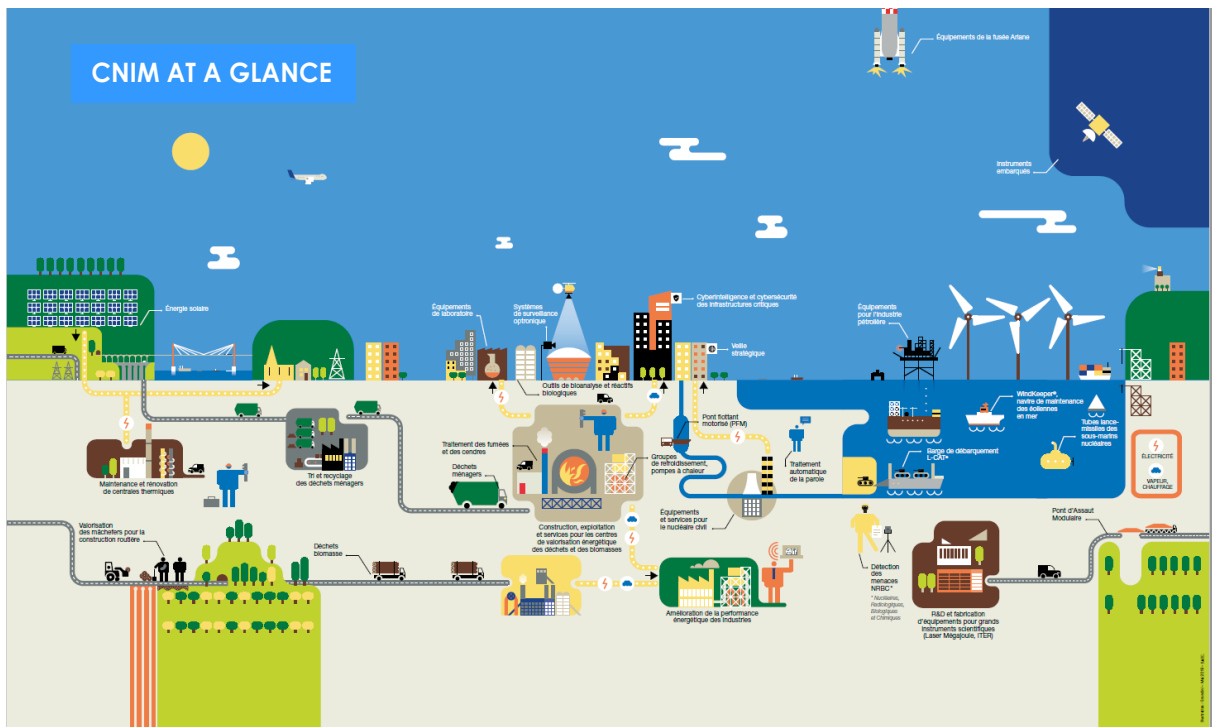 CNIM AT A GLANCE
Équipements de la fusée Ariane
Instruments
embarqués
Énergie solaire
Équipements
de laboratoire
Systèmes
de surveillance
optronique
Cyberinteligence et cybersécurité
des infrastructures critiques
Veille
stratégique
Équipements
pour l'industrie
pétrolière
Outils de bioanalyse et réactifs
biologiques
Pont flottant
motorisé (PFM)
WindKeeper®,
navire de maintenance
des éoliennes
en mer
Tubes lance-
missiles des
sous-marins
nucléaires
Barge de débarquement
L-CAT®
ÉLECTRICITÉ
VAPEUR,
CHAUFFAGE
Traitement des fumées
et des cendres
Groupes
de refroidissement,
pompes à chaleur
Traitement
automatique
de la parole
Maintenance et rénovation
de centrales thermiques
Tri et recyclage
des déchets ménagers
Déchets
ménagers
Construction, exploitation
et services pour les centres
de valorisation énergétique
des déchets et des biomasses
Équipements
et services pour
le nucléaire civil
Pont d'Assaut
Modulaire
Valorisation
des mâchefers pour la
construction routière
Déchets
biomasse
Détection
des
menaces
NRBC*
* Nucléaires,
Radiologiques,
Biologiques
et Chimiques
Amélioration de la performance
énergétique des industries
R&D et fabrication
d'équipements pour grands
instruments scientifiques
(Laser Mégajoule, ITER)